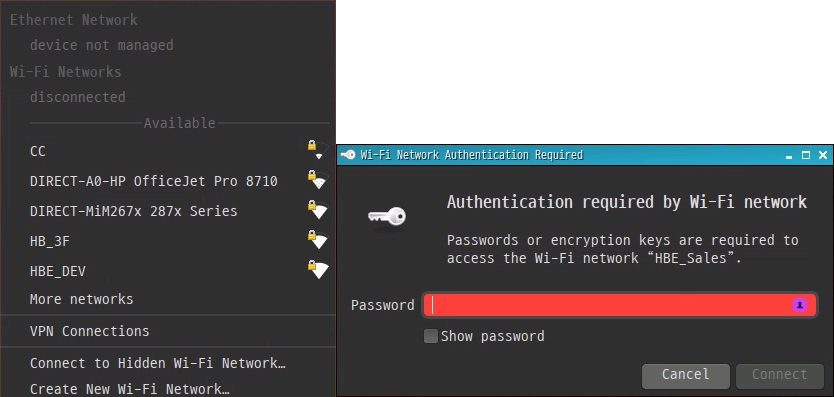 Ethernet Network
device not managed
Wi-Fi Networks
disconnected
Available
CC
DIRECT-A0-HP OfficeJet Pro 8710
DIRECT-MiM267x 287x Series
HB_3F
HBE_DEV
More networks
VPN Connections
Connect to Hidden Wi-Fi Network…
Create New Wi-Fi Network…
Wi-Fi Network Authentication Required
Authentication required by Wi-Fi network
Passwords or encryption keys are required to
access the Wi-Fi network “HBE_Sales”.
Password
Show password
Cancel
Connect